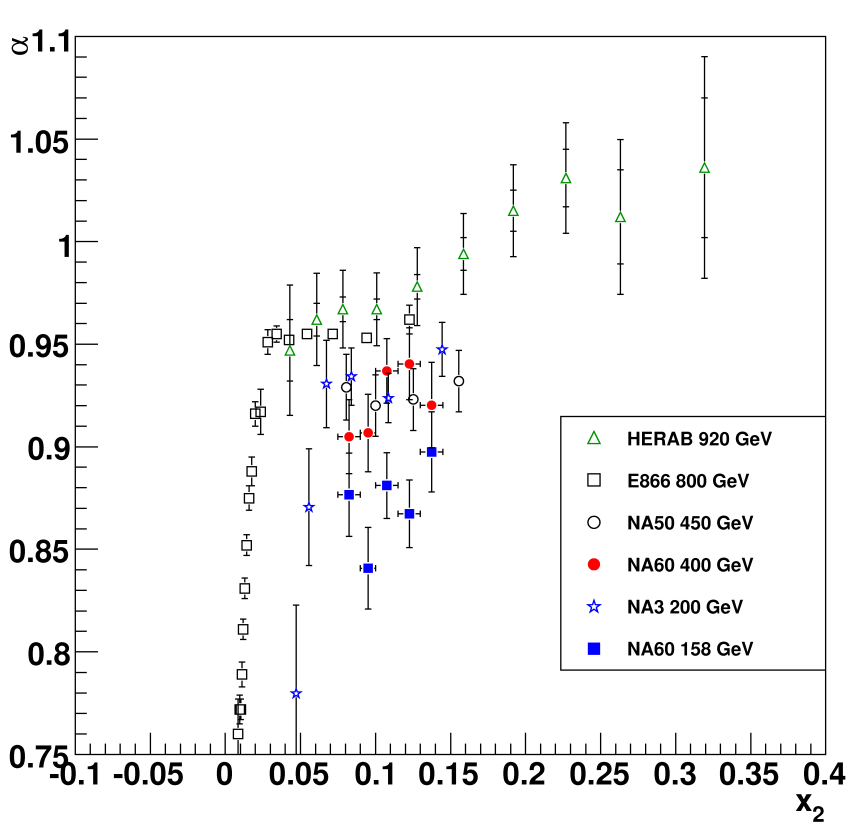 α
1.1
1.05
1
0.95
0.9
0.85
0.8
0.75
-0.1 -0.05 0 0.05 0.1 0.15 0.2 0.25 0.3 0.35 0.4
x₂
HERAB 920 GeV
E866 800 GeV
NA50 450 GeV
NA60 400 GeV
NA3 200 GeV
NA60 158 GeV